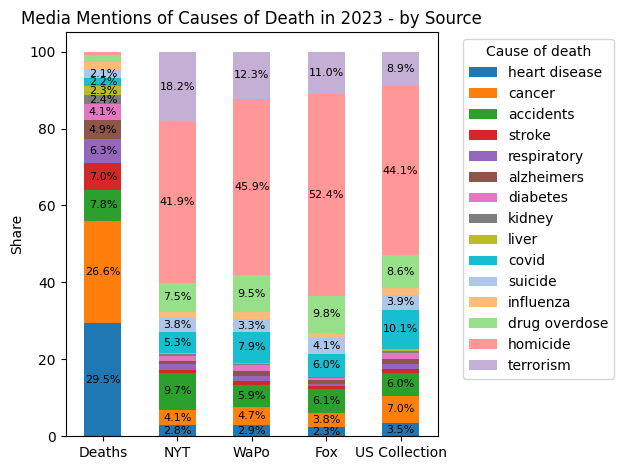 Media Mentions of Causes of Death in 2023 - by Source
Share
100
80
60
40
20
0
2.1%
2.2%
2.3%
2.4%
4.1%
4.9%
6.3%
7.0%
7.8%
26.6%
29.5%
18.2%
41.9%
7.5%
3.8%
5.3%
9.7%
4.1%
2.8%
12.3%
45.9%
9.5%
3.3%
7.9%
5.9%
4.7%
2.9%
11.0%
52.4%
9.8%
4.1%
6.0%
6.1%
3.8%
2.3%
8.9%
44.1%
8.6%
3.9%
10.1%
6.0%
7.0%
3.5%
Deaths NYT WaPo Fox US Collection
Cause of death
heart disease
cancer
accidents
stroke
respiratory
alzheimers
diabetes
kidney
liver
covid
suicide
influenza
drug overdose
homicide
terrorism